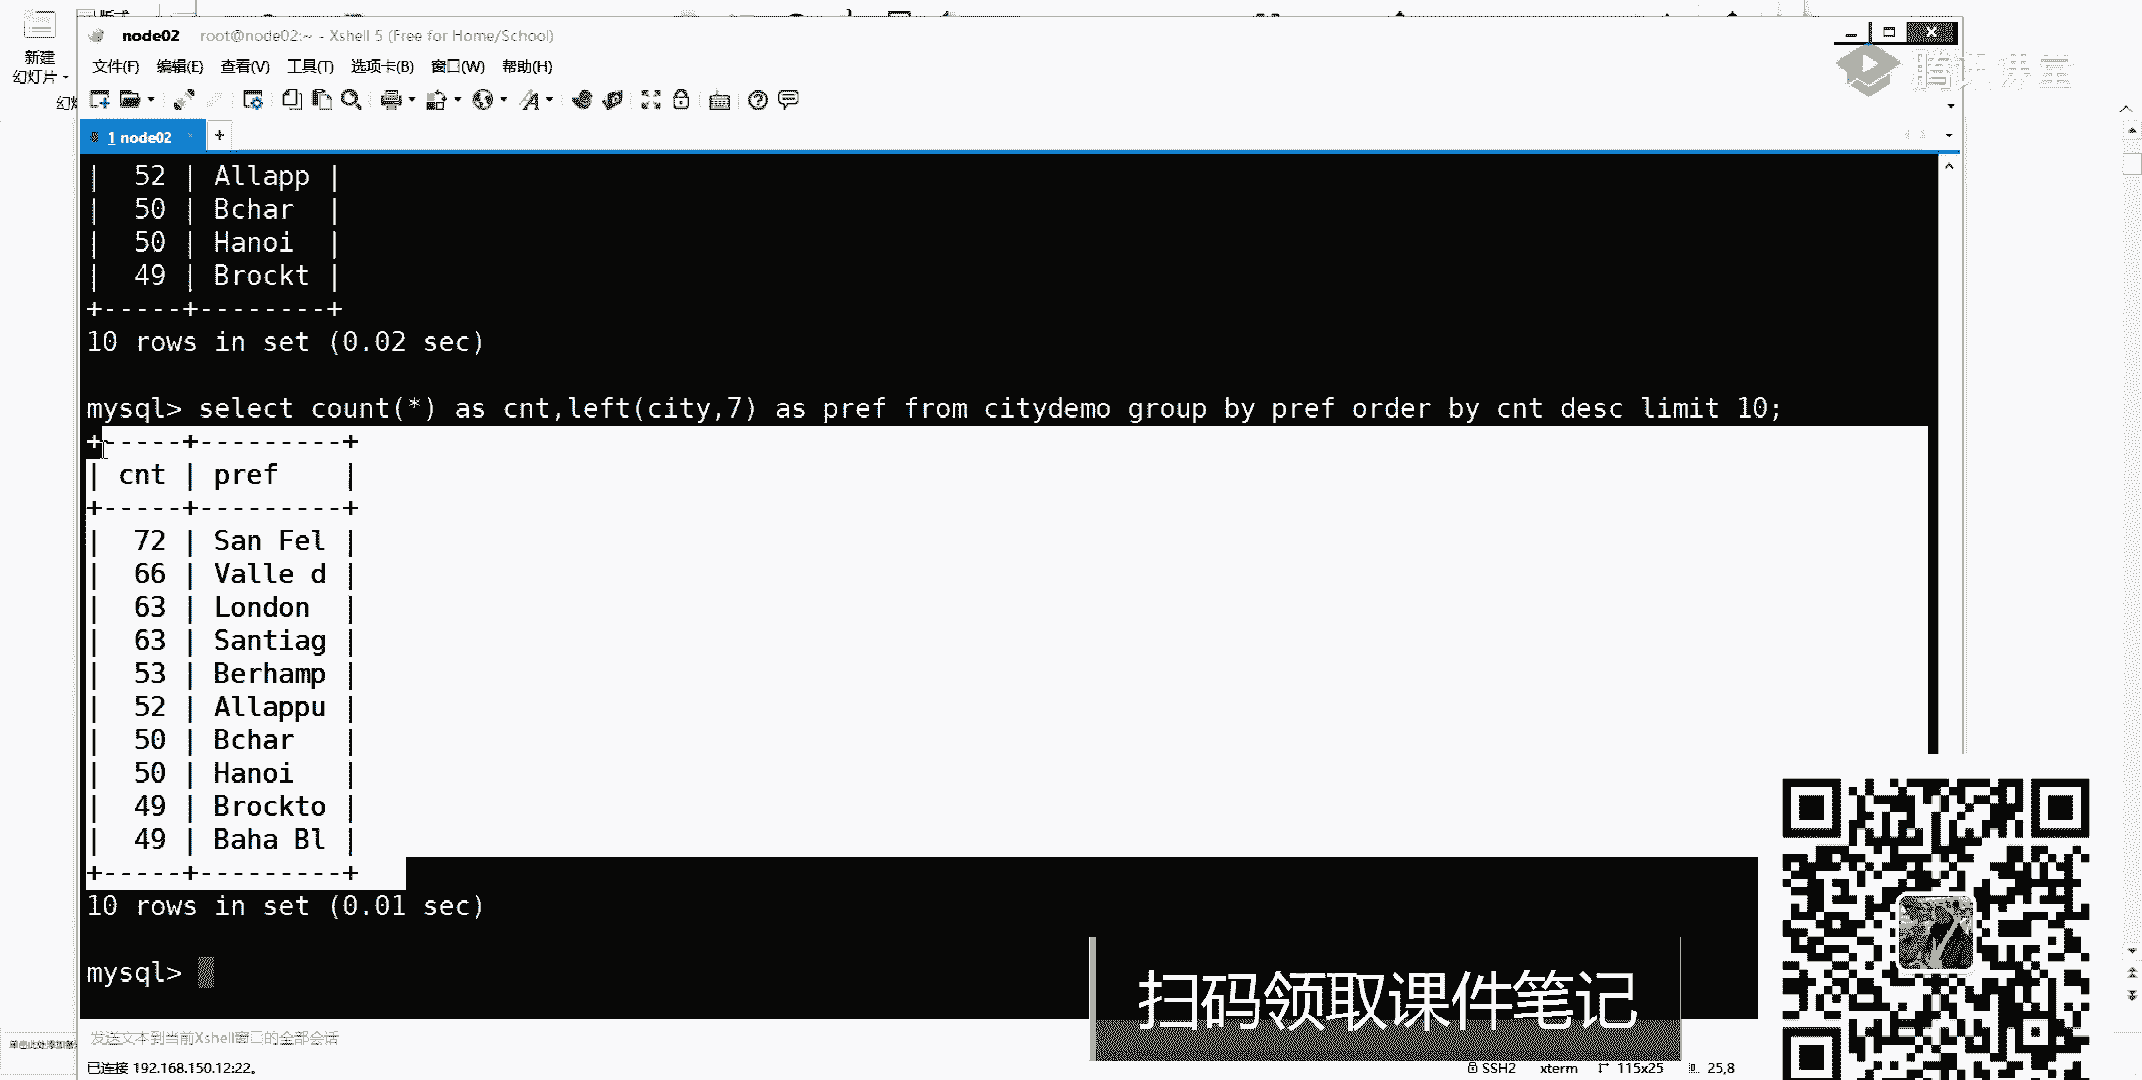 新建
幻灯片
node02 root@node02:~ - Xshell 5 (Free for Home/School)
文件(F) 编辑(E) 查看(V) 工具(T) 选项卡(B) 窗口(W) 帮助(H)
腾讯课堂
1 node02 +
| 52 | Allapp |
| 50 | Bchar |
| 50 | Hanoi |
| 49 | Brockt |
+-----+--------+
10 rows in set (0.02 sec)
mysql> select count(*) as cnt,left(city,7) as pref from citydemo group by pref order by cnt desc limit 10;
+-----+---------+
| cnt | pref |
+-----+---------+
| 72 | San Fel |
| 66 | Valle d |
| 63 | London |
| 63 | Santiag |
| 53 | Berhamp |
| 52 | Allappu |
| 50 | Bchar |
| 50 | Hanoi |
| 49 | Brockto |
| 49 | Baha Bl |
+-----+---------+
10 rows in set (0.01 sec)
mysql>
扫码领取课件笔记
发送文本到当前Xshell窗口的全部会话
已连接 192.168.150.12:22。
SSH2 xterm 115x25 25,8